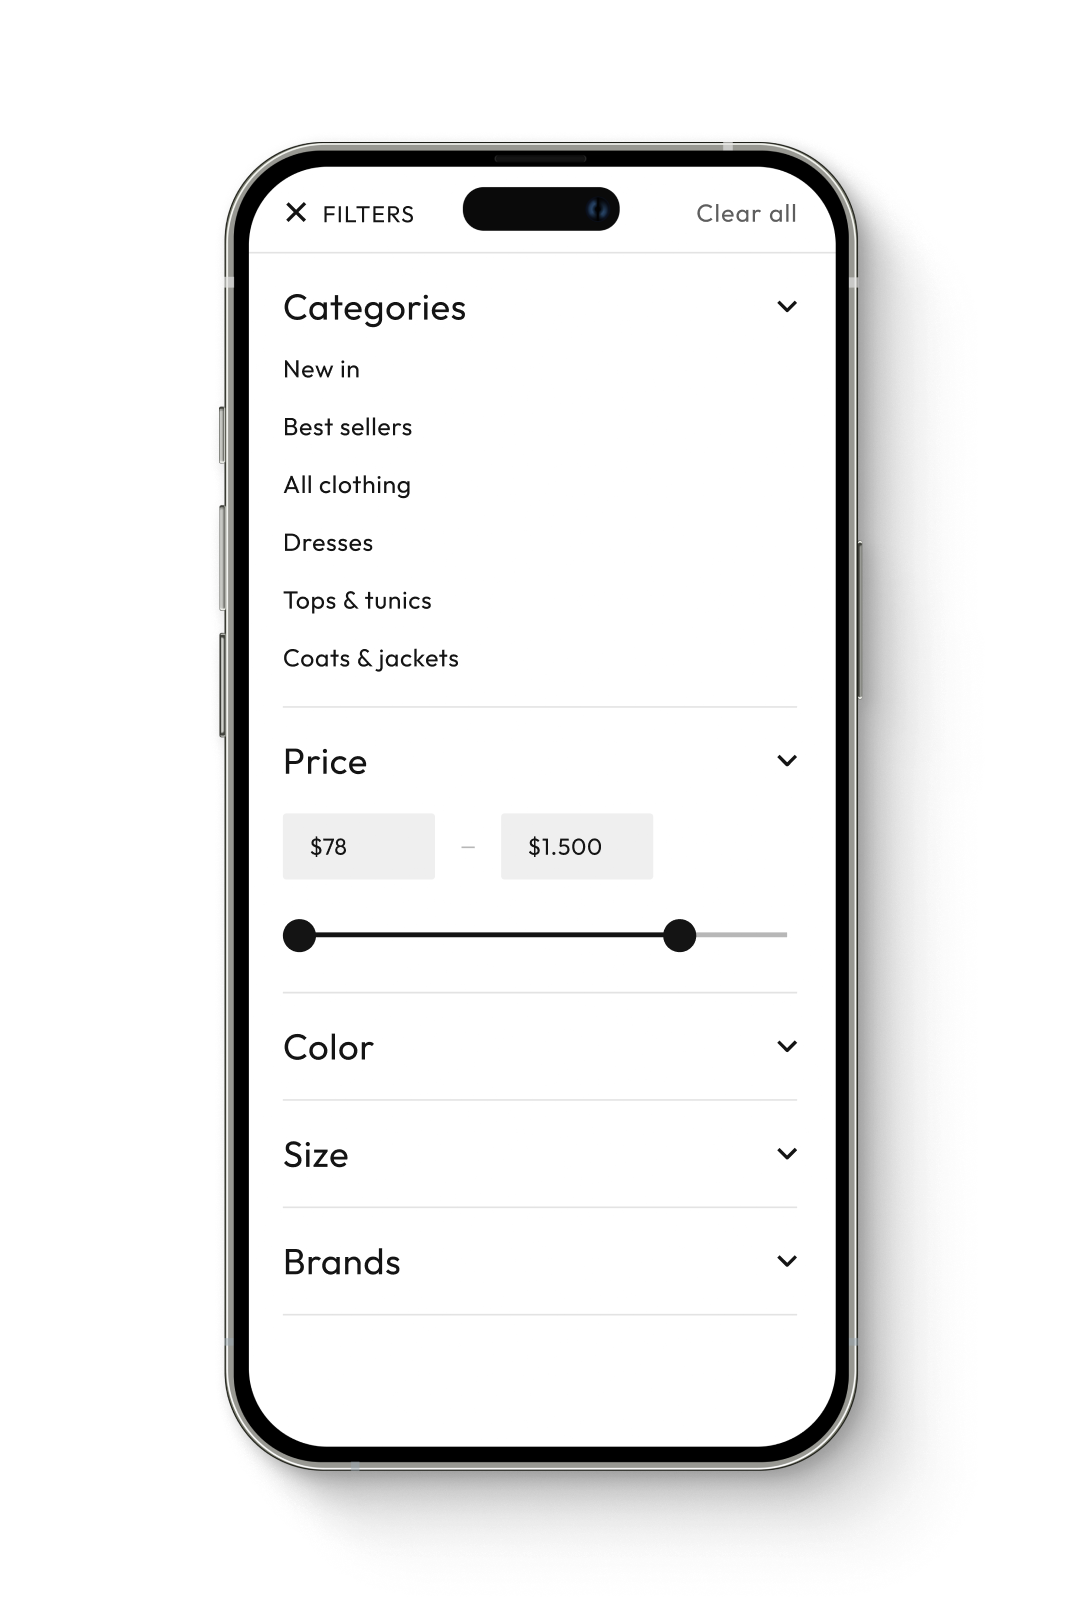 FILTERS Clear all
Categories
New in
Best sellers
All clothing
Dresses
Tops & tunics
Coats & jackets
Price
$78 – $1.500
Color
Size
Brands